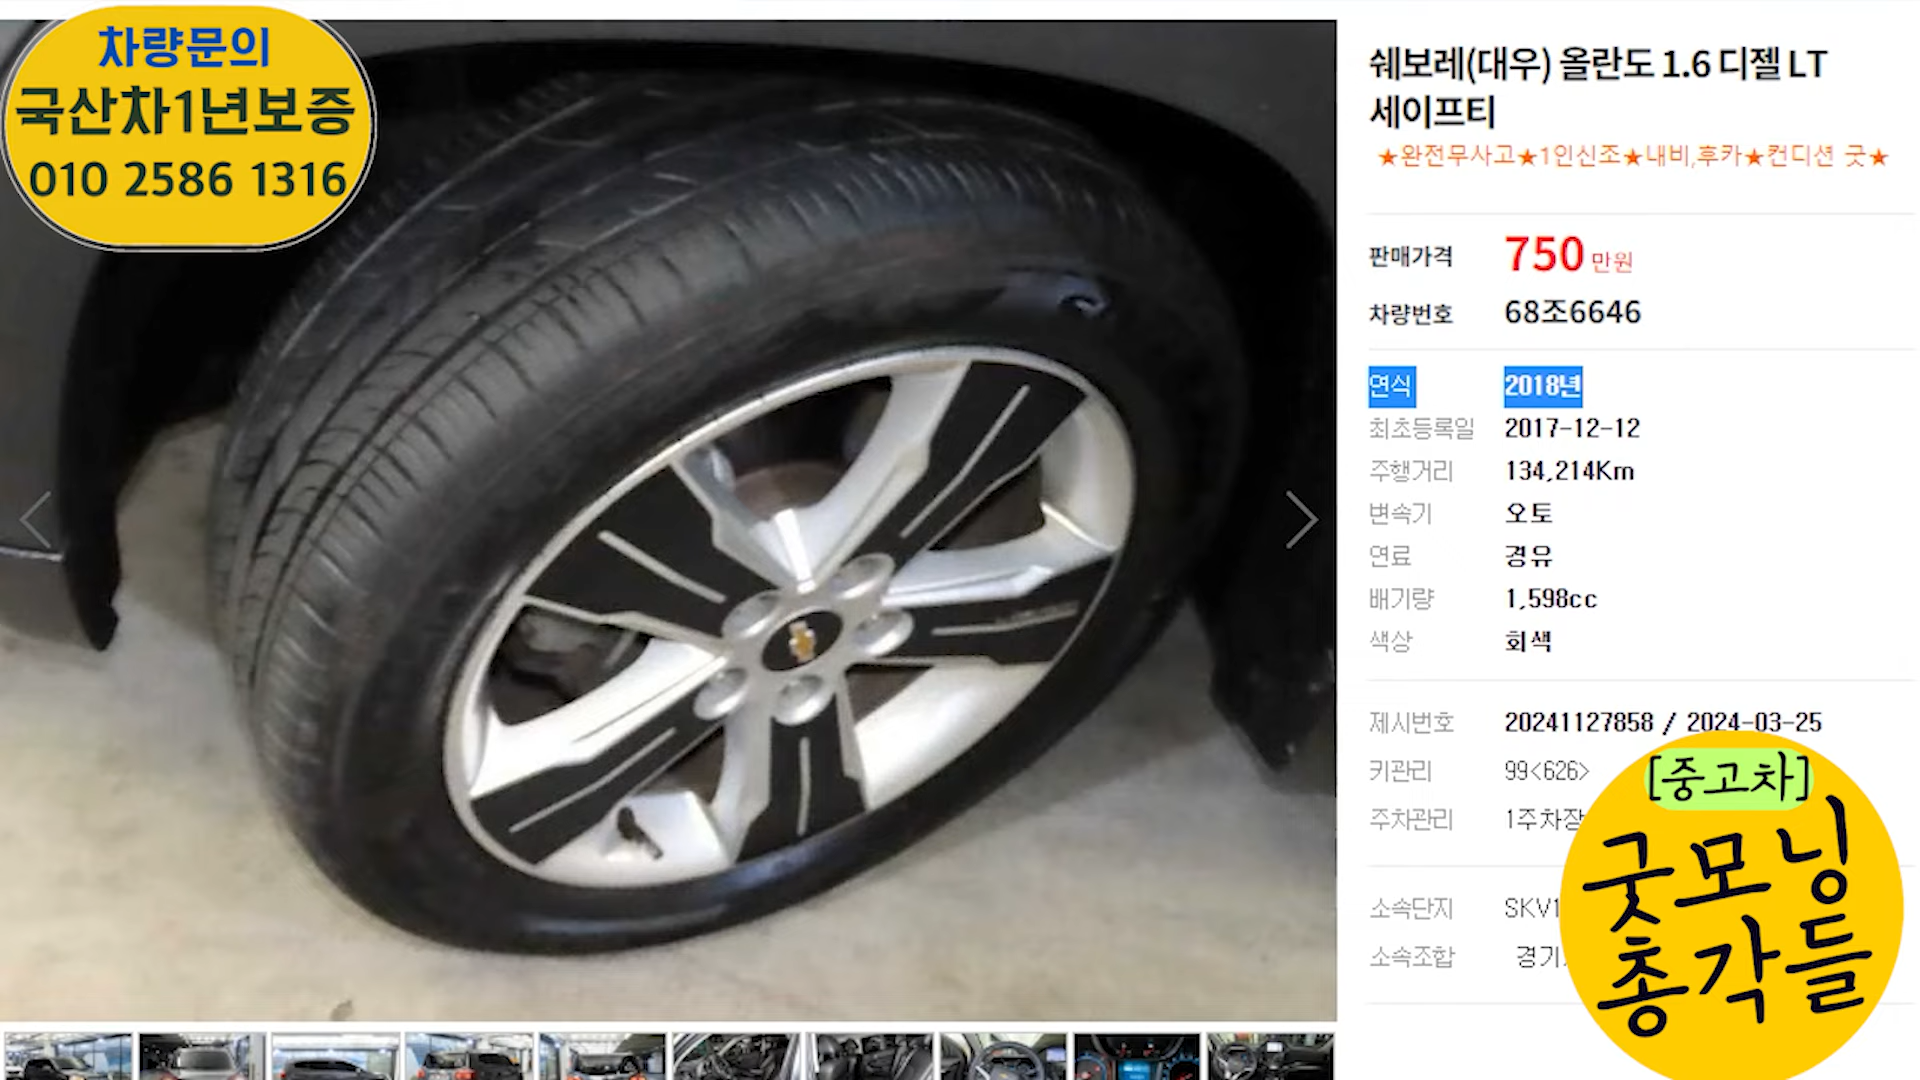 차량문의
국산차1년보증
010 2586 1316
쉐보레(대우) 올란도 1.6 디젤 LT
세이프티
★완전무사고★1인신조★내비,후카★컨디션 굿★
판매가격 750 만원
차량번호 68조6646
연식 2018년
최초등록일 2017-12-12
주행거리 134,214Km
변속기 오토
연료 경유
배기량 1,598cc
색상 회색
제시번호 20241127858 / 2024-03-25
키관리 99<626>
주차관리 1주차장
소속단지 SKV1
소속조합 경기
[중고차]
굿모닝
총각들